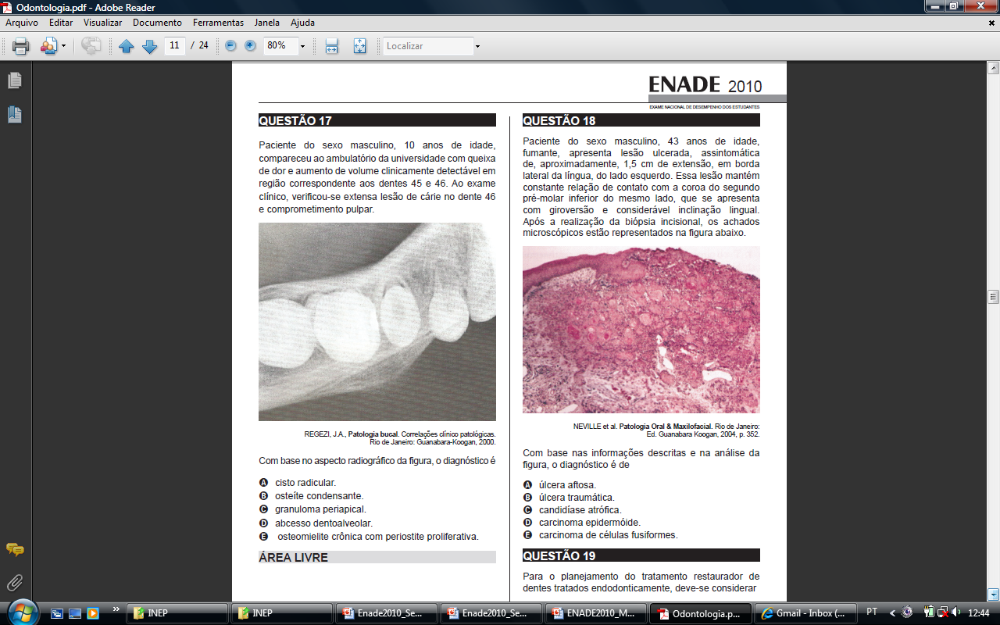 Odontologia.pdf - Adobe Reader
Arquivo Editar Visualizar Documento Ferramentas Janela Ajuda
11 / 24 80% Localizar
ENADE 2010
EXAME NACIONAL DE DESEMPENHO DOS ESTUDANTES
QUESTÃO 17
Paciente do sexo masculino, 10 anos de idade,
compareceu ao ambulatório da universidade com queixa
de dor e aumento de volume clinicamente detectável em
região correspondente aos dentes 45 e 46. Ao exame
clínico, verificou-se extensa lesão de cárie no dente 46
e comprometimento pulpar.
REGEZI, J.A., Patologia bucal. Correlações clínico patológicas.
Rio de Janeiro: Guanabara-Koogan, 2000.
Com base no aspecto radiográfico da figura, o diagnóstico é
A cisto radicular.
B osteíte condensante.
C granuloma periapical.
D abcesso dentoalveolar.
E osteomielite crônica com periostite proliferativa.
ÁREA LIVRE
QUESTÃO 18
Paciente do sexo masculino, 43 anos de idade,
fumante, apresenta lesão ulcerada, assintomática
de, aproximadamente, 1,5 cm de extensão, em borda
lateral da língua, do lado esquerdo. Essa lesão mantém
constante relação de contato com a coroa do segundo
pré-molar inferior do mesmo lado, que se apresenta
com giroversão e considerável inclinação lingual.
Após a realização da biópsia incisional, os achados
microscópicos estão representados na figura abaixo.
NEVILLE et al. Patologia Oral & Maxilofacial. Rio de Janeiro:
Ed. Guanabara Koogan, 2004, p. 352.
Com base nas informações descritas e na análise da
figura, o diagnóstico é de
A úlcera aftosa.
B úlcera traumática.
C candidíase atrófica.
D carcinoma epidermóide.
E carcinoma de células fusiformes.
QUESTÃO 19
Para o planejamento do tratamento restaurador de
dentes tratados endodonticamente, deve-se considerar
INEP INEP Enade2010_Se... Enade2010_Se... ENADE2010_M... Odontologia.p... Gmail - Inbox (... PT 12:44